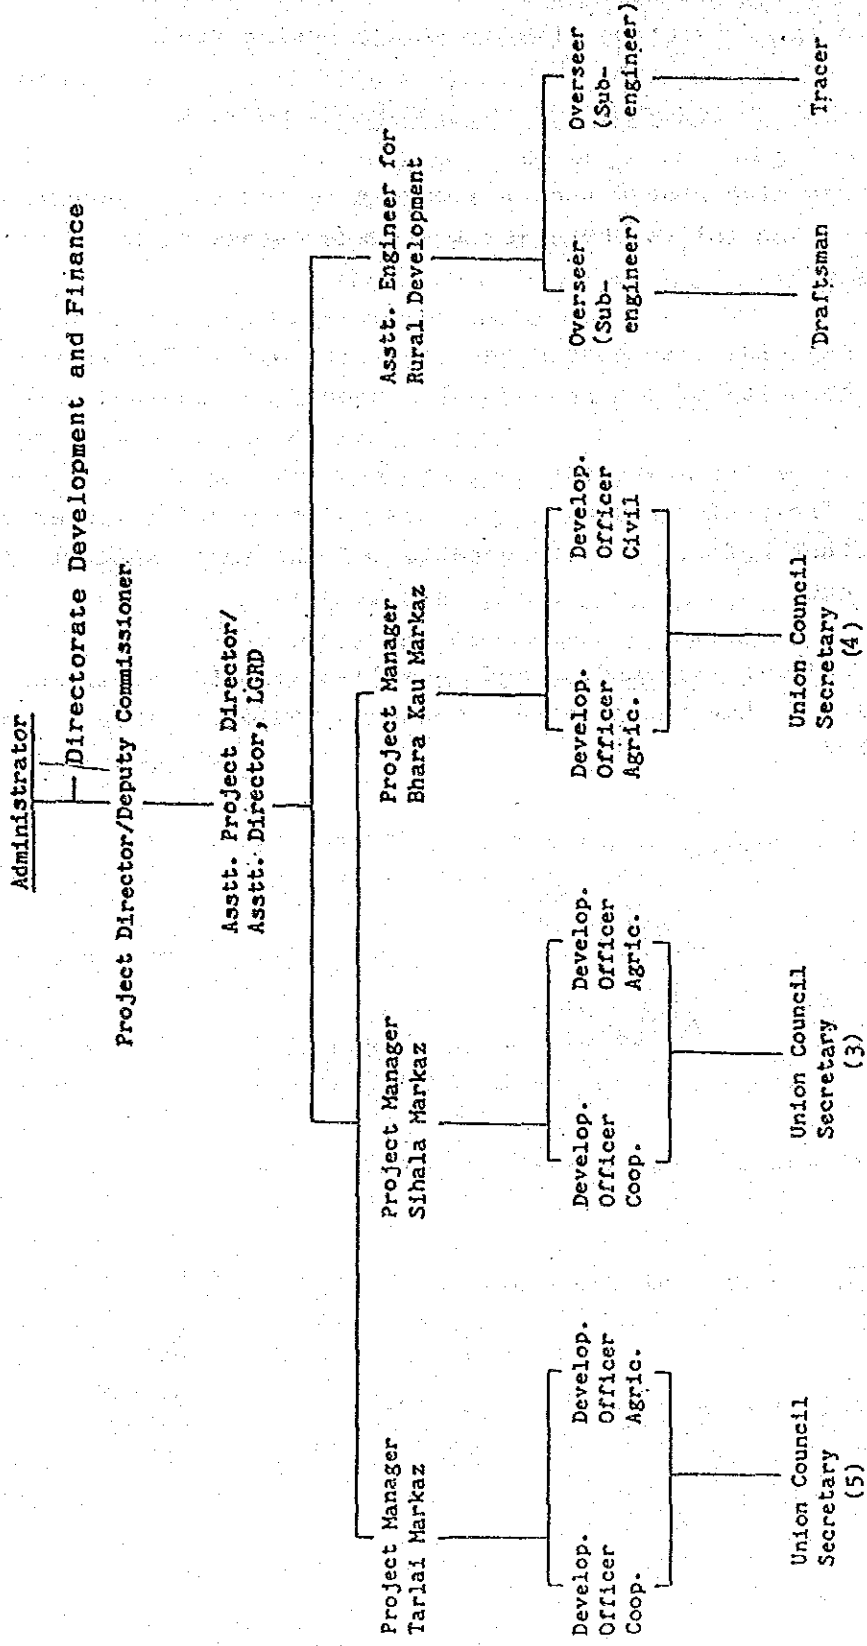 Administrator
Directorate Development and Finance
Project Director/Deputy Commissioner
Asstt. Project Director/
Asstt. Director, LGRD
Project Manager
Tarlai Markaz
Project Manager
Sihala Markaz
Project Manager
Bhara Kau Markaz
Asstt. Engineer for
Rural Development
Develop.
Officer
Coop.
Develop.
Officer
Agric.
Develop.
Officer
Coop.
Develop.
Officer
Agric.
Develop.
Officer
Agric.
Develop.
Officer
Civil
Overseer
(Sub-
engineer)
Overseer
(Sub-
engineer)
Union Council
Secretary
(5)
Union Council
Secretary
(3)
Union Council
Secretary
(4)
Draftsman
Tracer